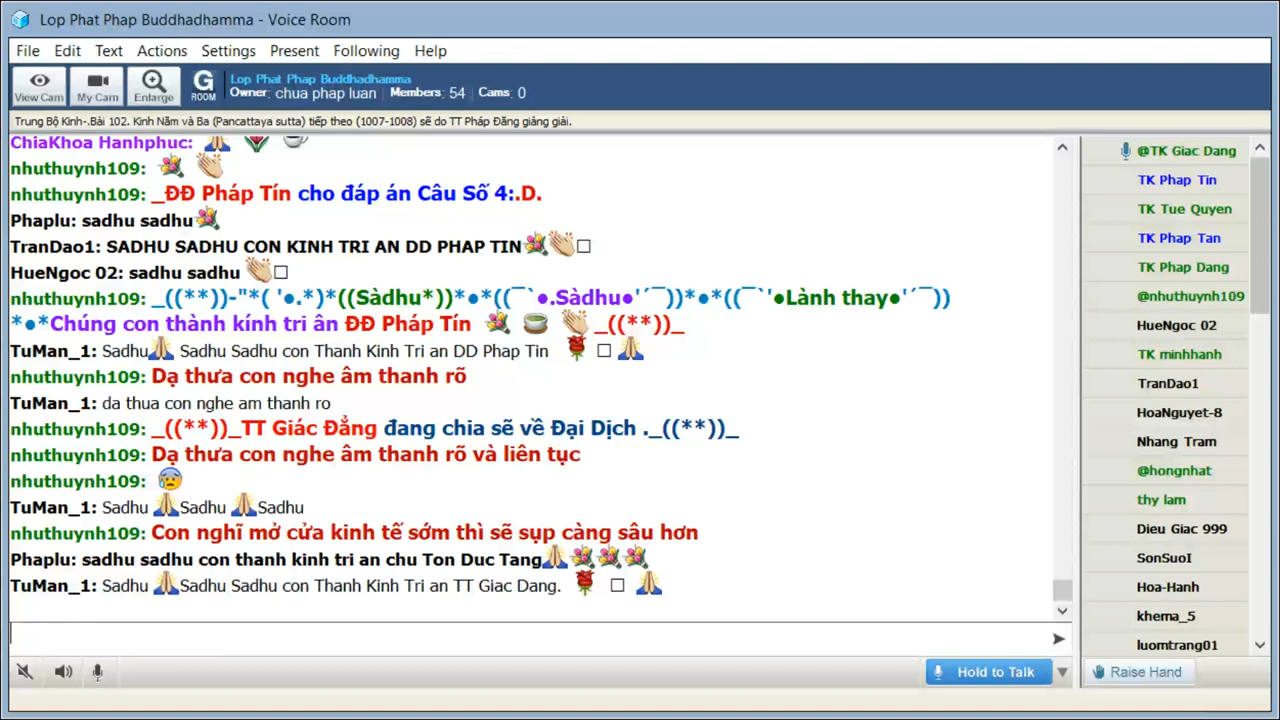 Lop Phat Phap Buddhadhamma - Voice Room
File Edit Text Actions Settings Present Following Help
View Cam My Cam Enlarge G ROOM
Lop Phat Phap Buddhadhamma
Owner: chua phap luan | Members: 54 | Cams: 0
Trung Bộ Kinh-.Bài 102. Kinh Năm và Ba (Pancattaya sutta) tiếp theo (1007-1008) sẽ do TT Pháp Đăng giảng giải.
ChiaKhoa Hanhphuc:
nhuthuynh109:
nhuthuynh109: _ĐĐ Pháp Tín cho đáp án Câu Số 4:.D.
Phaplu: sadhu sadhu
TranDao1: SADHU SADHU CON KINH TRI AN DD PHAP TIN
HueNgoc 02: sadhu sadhu
nhuthuynh109: _((**))-"*( '●.*)*((Sàdhu*))*●*((¯`●.Sàdhu●'´¯))*●*((¯`'●Lành thay●'´¯))
*●*Chúng con thành kính tri ân ĐĐ Pháp Tín _((**))_
TuMan_1: Sadhu Sadhu Sadhu con Thanh Kinh Tri an DD Phap Tin
nhuthuynh109: Dạ thưa con nghe âm thanh rõ
TuMan_1: da thua con nghe am thanh ro
nhuthuynh109: _((**))_TT Giác Đẳng đang chia sẽ về Đại Dịch ._((**))_
nhuthuynh109: Dạ thưa con nghe âm thanh rõ và liên tục
nhuthuynh109:
TuMan_1: Sadhu Sadhu Sadhu
nhuthuynh109: Con nghĩ mở cửa kinh tế sớm thì sẽ sụp càng sâu hơn
Phaplu: sadhu sadhu con thanh kinh tri an chu Ton Duc Tang
TuMan_1: Sadhu Sadhu Sadhu con Thanh Kinh Tri an TT Giac Dang.
Hold to Talk
@TK Giac Dang
TK Phap Tin
TK Tue Quyen
TK Phap Tan
TK Phap Dang
@nhuthuynh109
HueNgoc 02
TK minhhanh
TranDao1
HoaNguyet-8
Nhang Tram
@hongnhat
thy lam
Dieu Giac 999
SonSuoI
Hoa-Hanh
khema_5
luomtrang01
Raise Hand